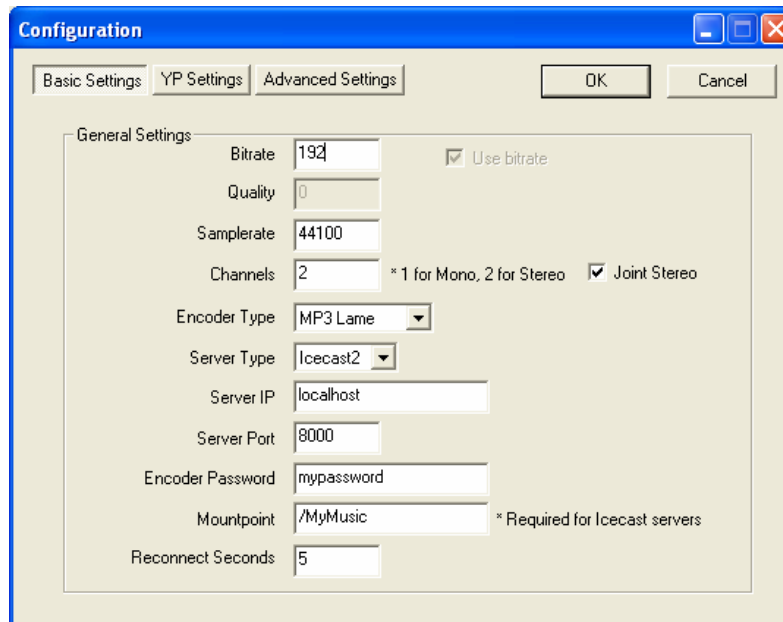 Configuration
Basic Settings YP Settings Advanced Settings OK Cancel
General Settings
Bitrate 192 Use bitrate
Quality 0
Samplerate 44100
Channels 2 * 1 for Mono, 2 for Stereo Joint Stereo
Encoder Type MP3 Lame
Server Type Icecast2
Server IP localhost
Server Port 8000
Encoder Password mypassword
Mountpoint /MyMusic * Required for Icecast servers
Reconnect Seconds 5